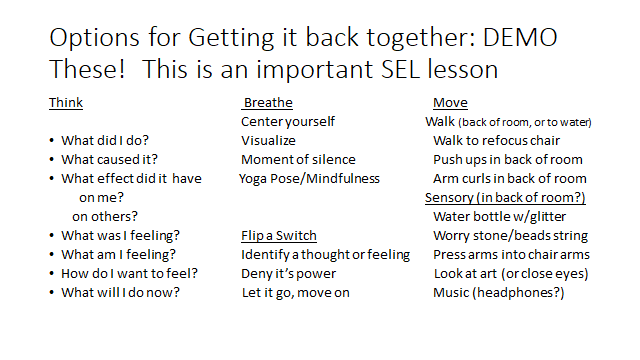 Options for Getting it back together: DEMO
These!  This is an important SEL lesson
Think
• What did I do?
• What caused it?
• What effect did it have
on me?
on others?
• What was I feeling?
• What am I feeling?
• How do I want to feel?
• What will I do now?
Breathe
Center yourself
Visualize
Moment of silence
Yoga Pose/Mindfulness
Flip a Switch
Identify a thought or feeling
Deny it's power
Let it go, move on
Move
Walk (back of room, or to water)
Walk to refocus chair
Push ups in back of room
Arm curls in back of room
Sensory (in back of room?)
Water bottle w/glitter
Worry stone/beads string
Press arms into chair arms
Look at art (or close eyes)
Music (headphones?)